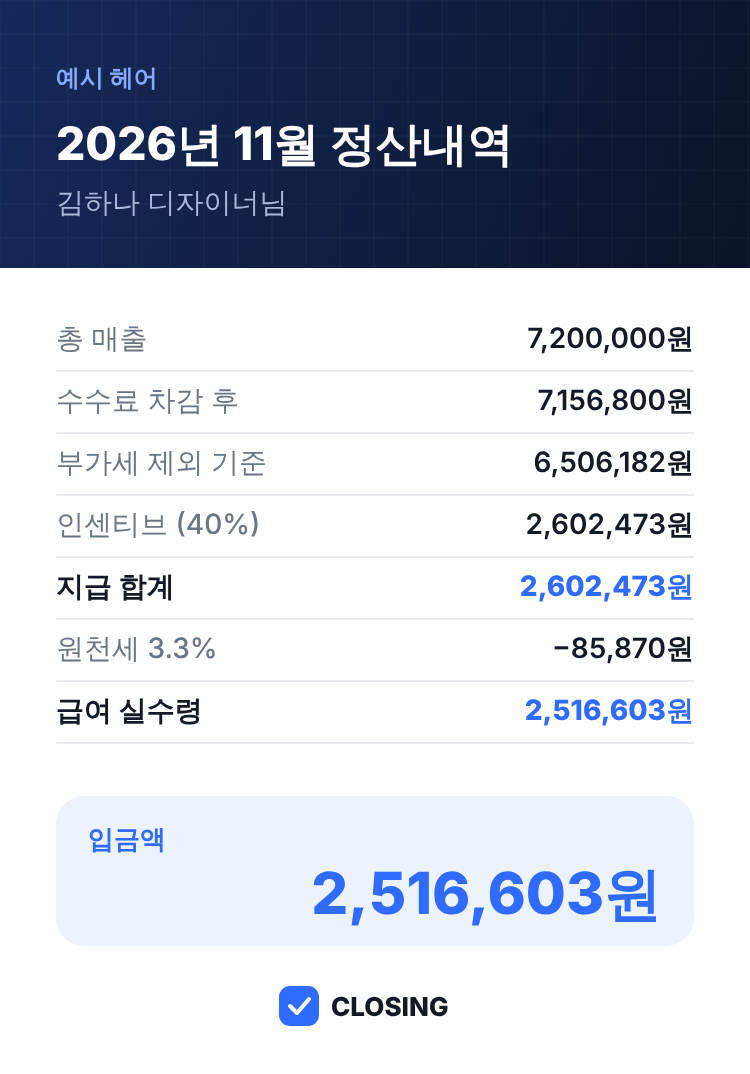 예시 헤어
2026년 11월 정산내역
김하나 디자이너님
총 매출 7,200,000원
수수료 차감 후 7,156,800원
부가세 제외 기준 6,506,182원
인센티브 (40%) 2,602,473원
지급 합계 2,602,473원
원천세 3.3% −85,870원
급여 실수령 2,516,603원
입금액
2,516,603원
CLOSING